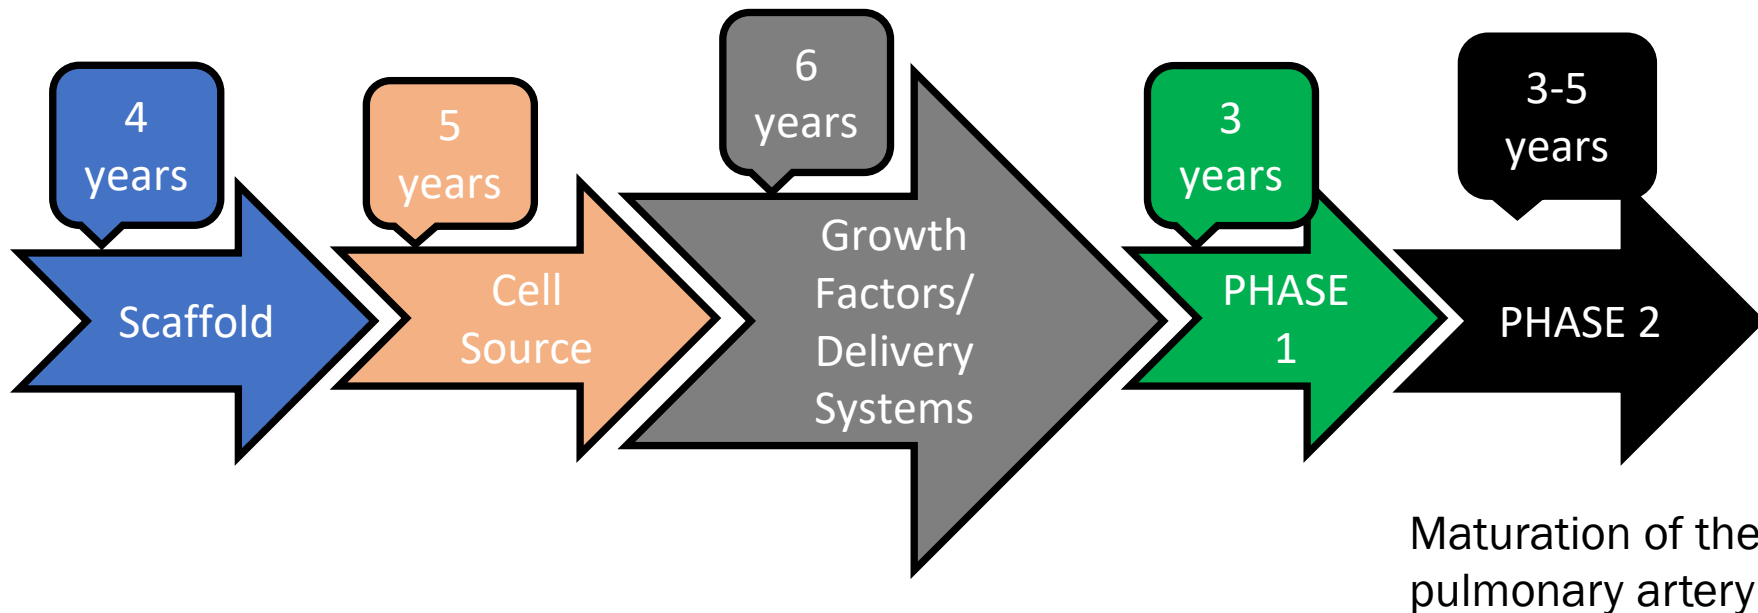 4
years
5
years
6
years
3
years
3-5
years
Scaffold
Cell
Source
Growth
Factors/
Delivery
Systems
PHASE
1
PHASE 2
Maturation of the
pulmonary artery